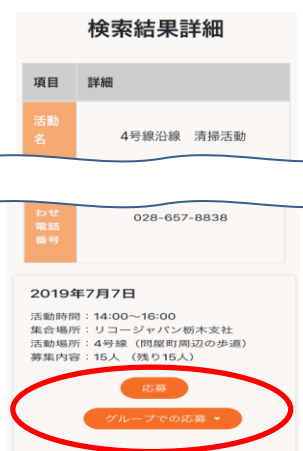 検索結果詳細
項目 詳細
活動
名
4号線沿線 清掃活動
わせ
電話
番号
028-657-8838
2019年7月7日
活動時間：14:00〜16:00
集合場所：リコージャパン栃木支社
活動場所：4号線（問屋町周辺の歩道）
募集内容：15人 （残り15人）
応募
グループでの応募